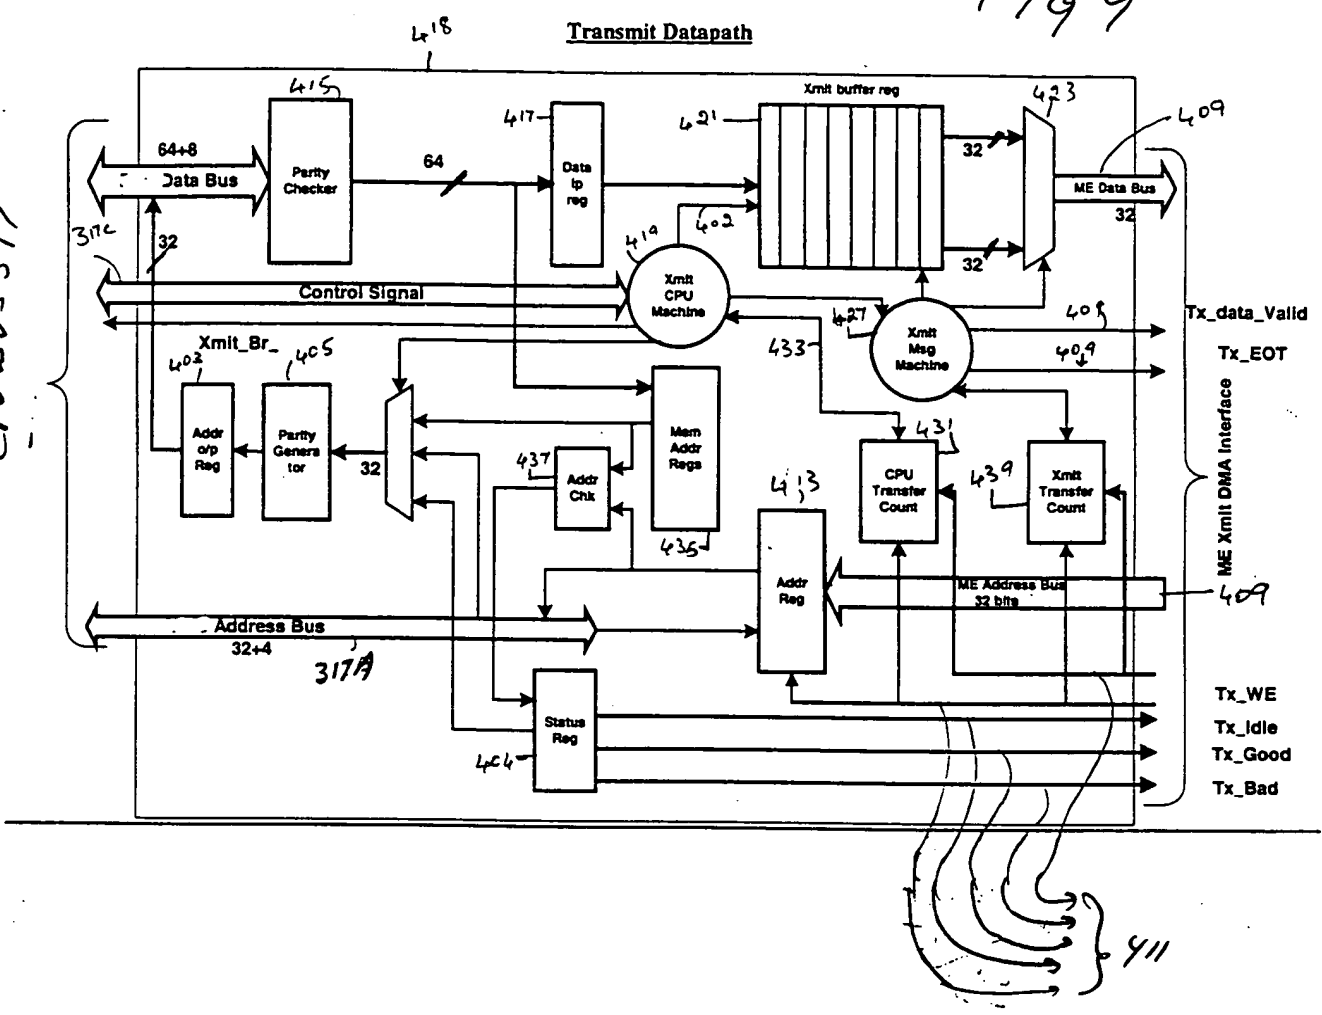 Transmit Datapath
418
415
417
Xmit buffer reg
421
423
409
64+8
Data Bus
Parity
Checker
64
Data
ip
reg
32
ME Data Bus
32
402
317c
32
419
32
Control Signal
Xmit
CPU
Machine
427
Xmit
Msg
Machine
408
Tx_data_Valid
433
409
Tx_EOT
Xmit_Br_
403
405
Addr
o/p
Reg
Parity
Genera
tor
32
Mem
Addr
Regs
437
Addr
Chk
435
413
431
CPU
Transfer
Count
439
Xmit
Transfer
Count
ME Xmit DMA Interface
Addr
Reg
ME Address Bus
32 bits
409
Address Bus
32+4
317A
Status
Reg
404
Tx_WE
Tx_Idle
Tx_Good
Tx_Bad
411